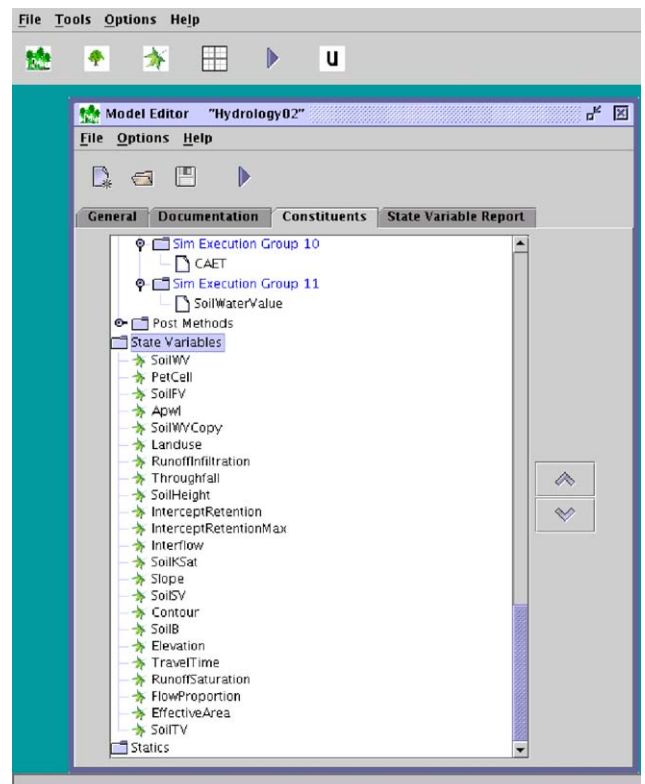 File Tools Options Help
u
Model Editor "Hydrology02"
File Options Help
General Documentation Constituents State Variable Report
Sim Execution Group 10
CAET
Sim Execution Group 11
SoilWaterValue
Post Methods
State Variables
SoilWV
PetCell
SoilFV
Apwl
SoilWVCopy
Landuse
RunoffInfiltration
Throughfall
SoilHeight
InterceptRetention
InterceptRetentionMax
Interflow
SoilKSat
Slope
SoilSV
Contour
SoilB
Elevation
TravelTime
RunoffSaturation
FlowProportion
EffectiveArea
SoilTV
Statics